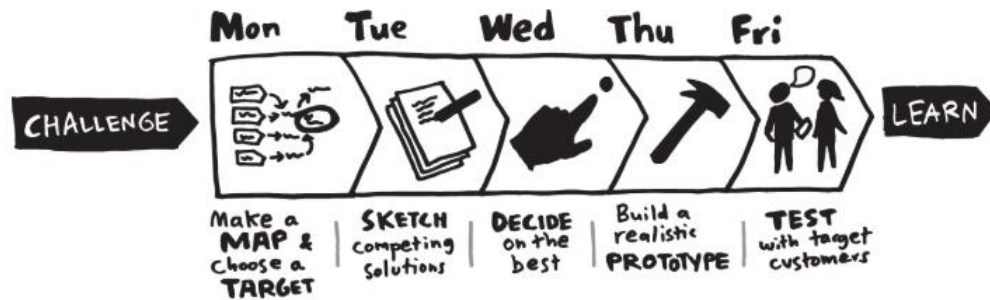 Mon Tue Wed Thu Fri
CHALLENGE
LEARN
Make a
MAP &
choose a
TARGET
SKETCH
competing
solutions
DECIDE
on the
best
Build a
realistic
PROTOTYPE
TEST
with target
customers